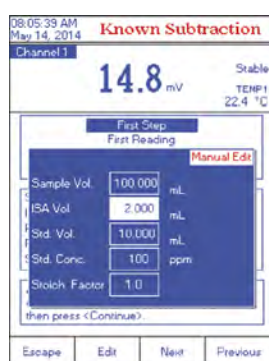 08:05:39 AM
May 14, 2014
Known Subtraction
Channel 1
14.8 mV
Stable
TEMP1
22.4 °C
First Step
First Reading
Manual Edit
Sample Vol. 100.000 mL
ISA Vol 2.000 mL
Std. Vol. 10.000 mL
Std. Conc. 100 ppm
Stoich. Factor 1.0
then press <Continue>.
Escape Edit Next Previous